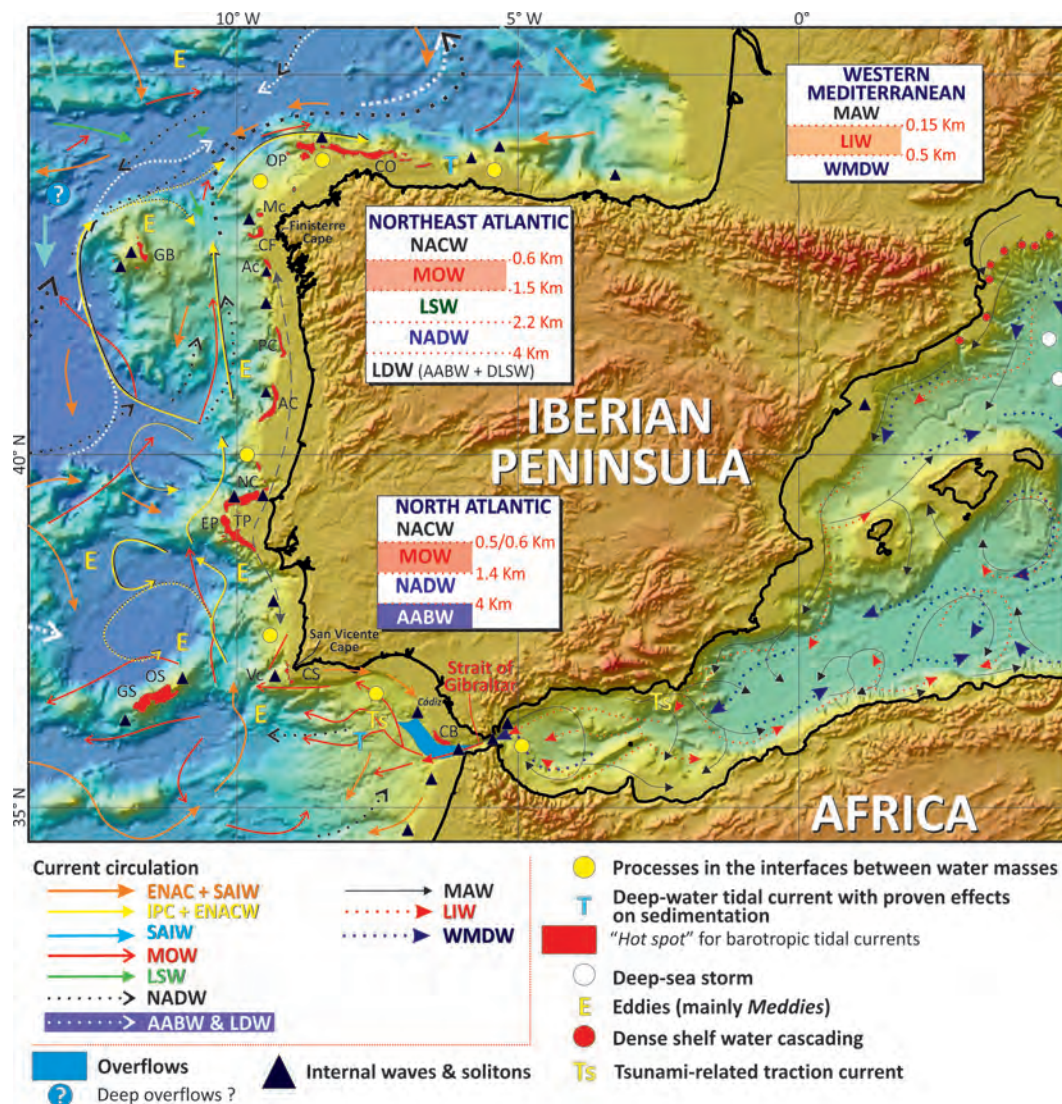 10° W
5° W
0°
40° N
35° N
E
E
E
E
E
E
E
E
?
T
T
Ts
Ts
OP
CO
Mc
Finisterre
Cape
CF
Ac
GB
PC
AC
NC
EP
TP
San Vicente
Cape
Vc
CS
OS
GS
Cádiz
CB
Strait of
Gibraltar
WESTERN
MEDITERRANEAN
MAW
0.15 Km
LIW
0.5 Km
WMDW
NORTHEAST ATLANTIC
NACW
0.6 Km
MOW
1.5 Km
LSW
2.2 Km
NADW
4 Km
LDW (AABW + DLSW)
IBERIAN
PENINSULA
NORTH ATLANTIC
NACW
0.5/0.6 Km
MOW
1.4 Km
NADW
4 Km
AABW
AFRICA
Current circulation
ENAC + SAIW
IPC + ENACW
SAIW
MOW
LSW
NADW
AABW & LDW
MAW
LIW
WMDW
Overflows
? Deep overflows ?
Internal waves & solitons
Processes in the interfaces between water masses
T Deep-water tidal current with proven effects
on sedimentation
"Hot spot" for barotropic tidal currents
Deep-sea storm
E Eddies (mainly Meddies)
Dense shelf water cascading
Ts Tsunami-related traction current